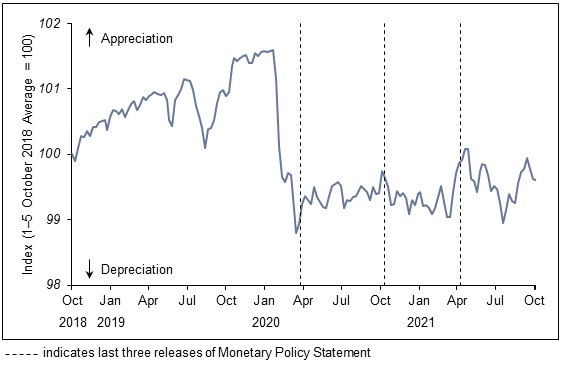 102
Appreciation
101
100
99
98
Depreciation
Index (1–5 October 2018 Average = 100)
Oct Jan Apr Jul Oct Jan Apr Jul Oct Jan Apr Jul Oct
2018 2019 2020 2021
----- indicates last three releases of Monetary Policy Statement